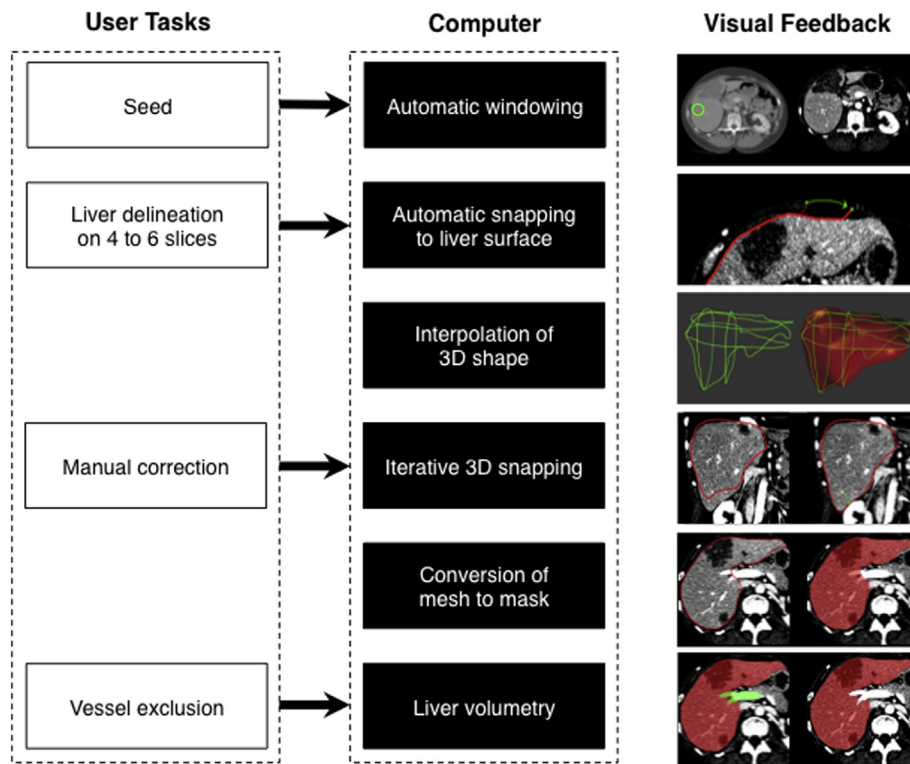 User Tasks
Computer
Visual Feedback
Seed
Automatic windowing
Liver delineation
on 4 to 6 slices
Automatic snapping
to liver surface
Interpolation of
3D shape
Manual correction
Iterative 3D snapping
Conversion of
mesh to mask
Vessel exclusion
Liver volumetry